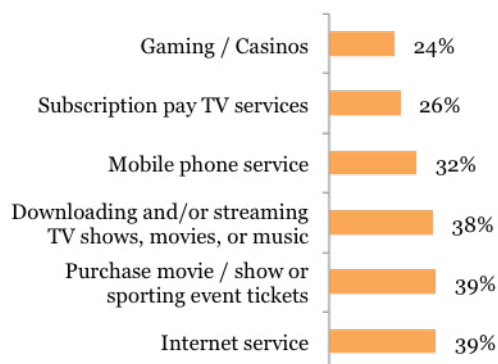 Gaming / Casinos 24%
Subscription pay TV services 26%
Mobile phone service 32%
Downloading and/or streaming
TV shows, movies, or music 38%
Purchase movie / show or
sporting event tickets 39%
Internet service 39%